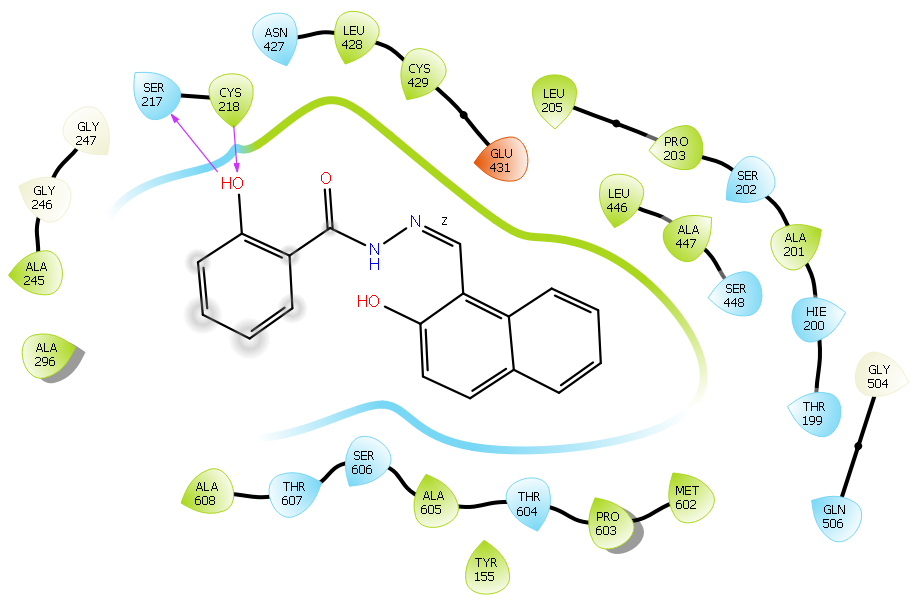 ASN
427
LEU
428
CYS
429
SER
217
CYS
218
LEU
205
GLY
247
PRO
203
GLU
431
SER
202
HO
O
GLY
246
LEU
446
N
Z
ALA
447
ALA
201
N
H
ALA
245
SER
448
HO
HIE
200
ALA
296
GLY
504
THR
199
SER
606
ALA
608
THR
607
ALA
605
THR
604
MET
602
PRO
603
GLN
506
TYR
155